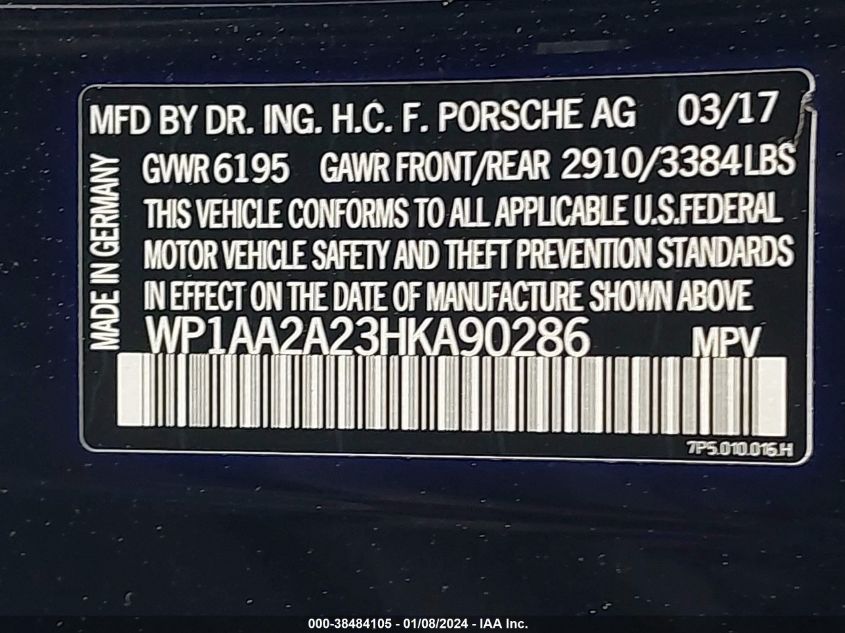 MFD BY DR. ING. H.C. F. PORSCHE AG 03/17
GVWR 6195 GAWR FRONT/REAR 2910/3384 LBS
THIS VEHICLE CONFORMS TO ALL APPLICABLE U.S.FEDERAL
MOTOR VEHICLE SAFETY AND THEFT PREVENTION STANDARDS
IN EFFECT ON THE DATE OF MANUFACTURE SHOWN ABOVE
WP1AA2A23HKA90286 MPV
MADE IN GERMANY
7P5.010.016.H
000-38484105 - 01/08/2024 - IAA Inc.